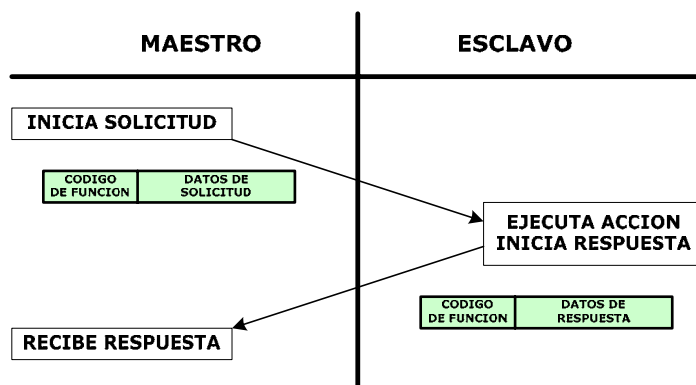 MAESTRO
ESCLAVO
INICIA SOLICITUD
CODIGO
DE FUNCION
DATOS DE
SOLICITUD
EJECUTA ACCION
INICIA RESPUESTA
CODIGO
DE FUNCION
DATOS DE
RESPUESTA
RECIBE RESPUESTA